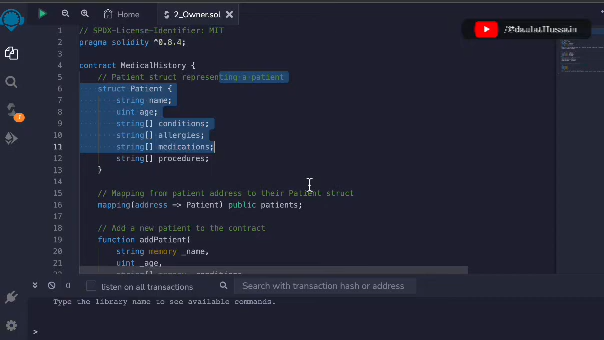 Home
2_Owner.sol
1 // SPDX-License-Identifier: MIT
2 pragma solidity ^0.8.4;
3
4 contract MedicalHistory {
5 // Patient struct representing a patient
6 struct Patient {
7 string name;
8 uint age;
9 string[] conditions;
10 string[] allergies;
11 string[] medications;
12 string[] procedures;
13 }
14
15 // Mapping from patient address to their Patient struct
16 mapping(address => Patient) public patients;
17
18 // Add a new patient to the contract
19 function addPatient(
20 string memory _name,
21 uint _age,
0 listen on all transactions Search with transaction hash or address
Type the library name to see available commands.
>